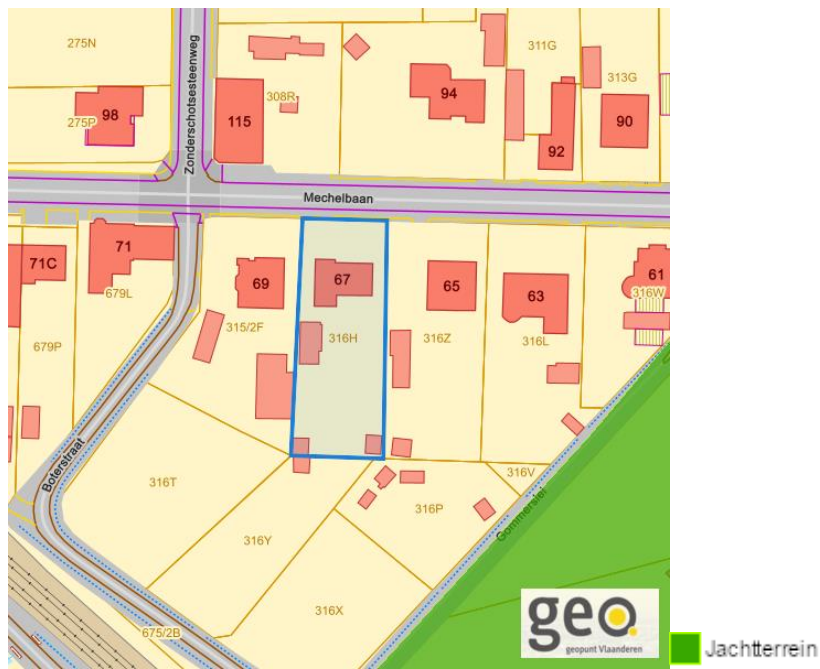 275N
Zonderschotsesteenweg
311G
313G
94
98
275P
115
308R
90
92
Mechelbaan
71
71C
679L
69
67
65
63
61
316W
315/2F
316H
316Z
316L
679P
Boterstraat
316T
316V
316P
Gommerslei
316Y
316X
675/2B
geo
geopunt Vlaanderen
Jachtterrein